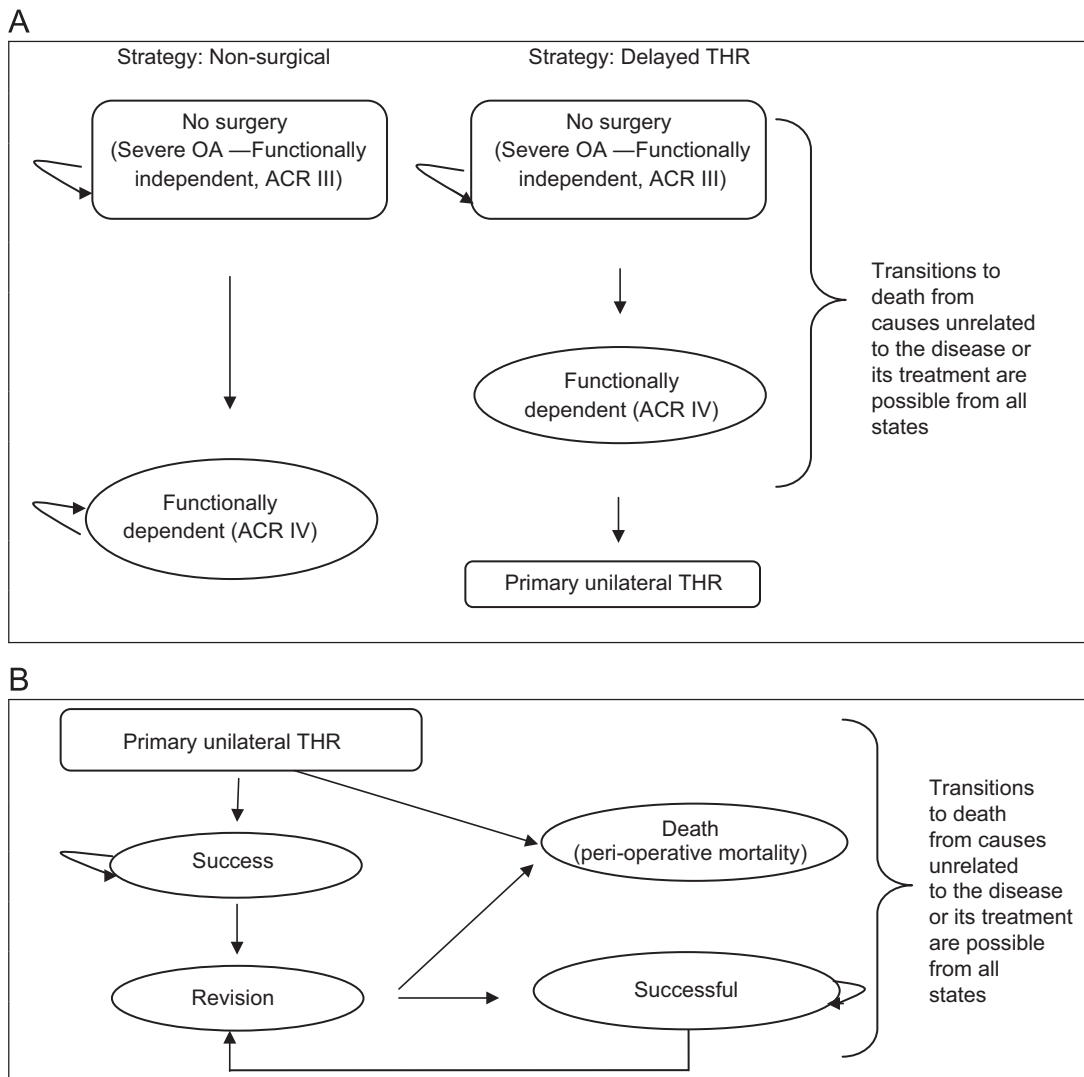 A
Strategy: Non-surgical
No surgery
(Severe OA —Functionally
independent, ACR III)
Functionally
dependent (ACR IV)
Strategy: Delayed THR
No surgery
(Severe OA —Functionally
independent, ACR III)
Functionally
dependent (ACR IV)
Primary unilateral THR
Transitions to
death from
causes unrelated
to the disease or
its treatment are
possible from all
states
B
Primary unilateral THR
Success
Revision
Death
(peri-operative mortality)
Successful
Transitions
to death
from causes
unrelated
to the disease
or its treatment
are possible
from all
states